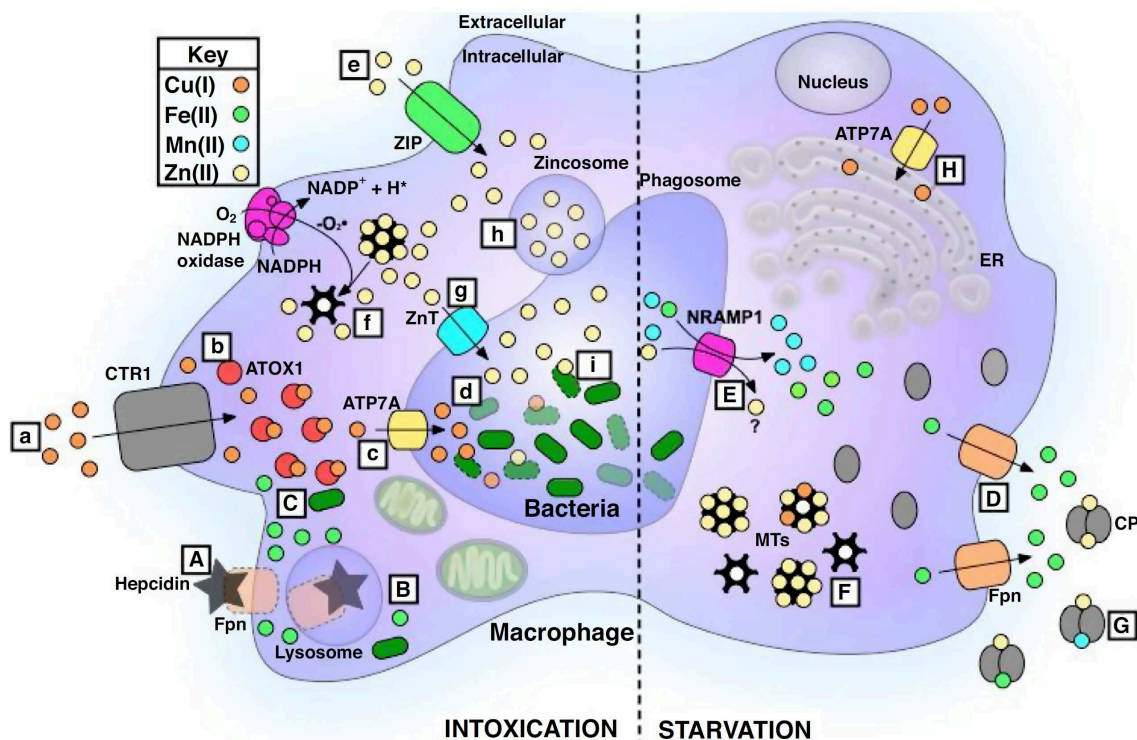 Extracellular
Intracellular
Key
Cu(I)
Fe(II)
Mn(II)
Zn(II)
e
ZIP
Zincosome
h
NADP+ + H*
O2
-O2•
NADPH
oxidase
NADPH
f
g
ZnT
i
b
ATOX1
CTR1
a
ATP7A
c
d
C
Bacteria
A
Hepcidin
Fpn
B
Lysosome
Macrophage
INTOXICATION
Nucleus
ATP7A
H
Phagosome
ER
NRAMP1
E
?
D
CP
MTs
F
Fpn
G
STARVATION